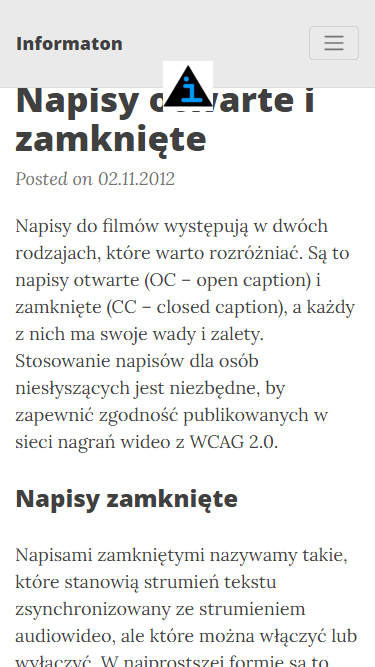 Informaton
Napisy otwarte i
zamknięte
Posted on 02.11.2012
Napisy do filmów występują w dwóch
rodzajach, które warto rozróżniać. Są to
napisy otwarte (OC – open caption) i
zamknięte (CC – closed caption), a każdy
z nich ma swoje wady i zalety.
Stosowanie napisów dla osób
niesłyszących jest niezbędne, by
zapewnić zgodność publikowanych w
sieci nagrań wideo z WCAG 2.0.
Napisy zamknięte
Napisami zamkniętymi nazywamy takie,
które stanowią strumień tekstu
zsynchronizowany ze strumieniem
audiowideo, ale które można włączyć lub
wyłączyć. W najprostszej formie są to